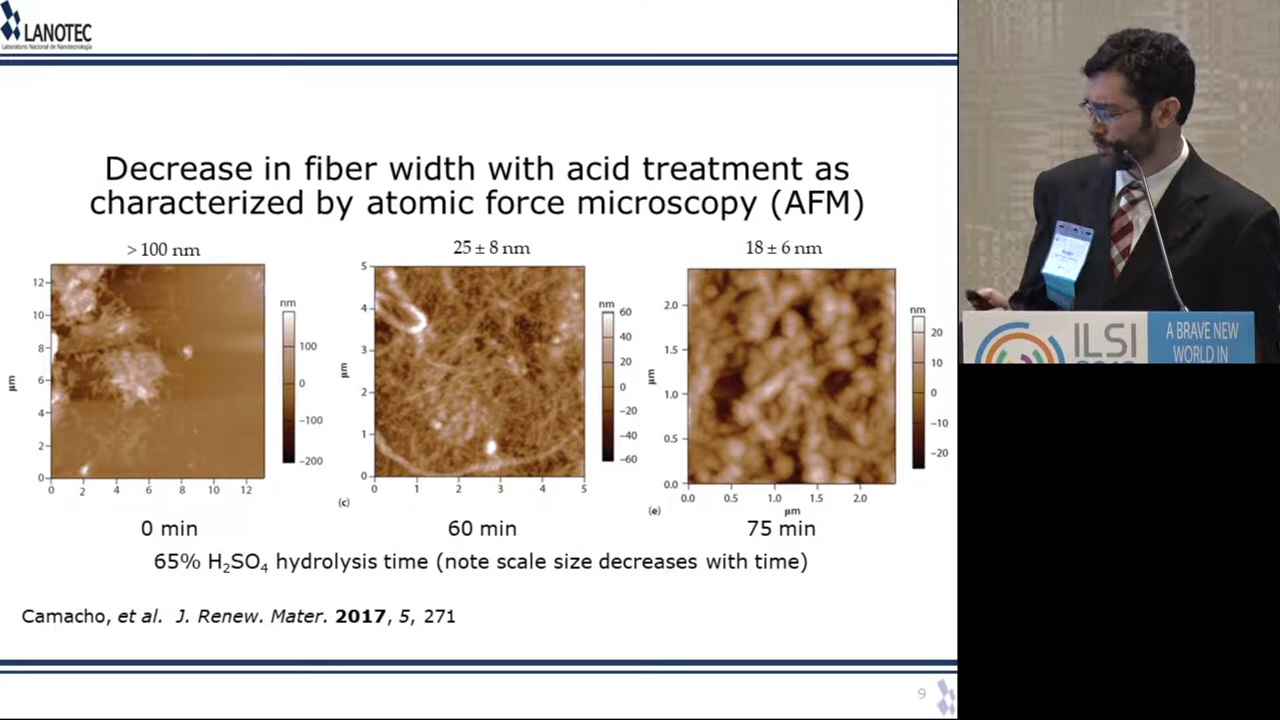 LANOTEC
Laboratorio Nacional de Nanotecnología
Decrease in fiber width with acid treatment as
characterized by atomic force microscopy (AFM)
> 100 nm
25 ± 8 nm
18 ± 6 nm
µm
12
10
8
6
4
2
0
0 2 4 6 8 10 12
nm
100
0
−100
−200
µm
5
4
3
2
1
0
0 1 2 3 4 5
(c)
nm
60
40
20
0
−20
−40
−60
µm
2.0
1.5
1.0
0.5
0.0
0.0 0.5 1.0 1.5 2.0
µm
(e)
nm
20
10
0
−10
−20
0 min
60 min
75 min
65% H₂SO₄ hydrolysis time (note scale size decreases with time)
Camacho, et al. J. Renew. Mater. 2017, 5, 271
9
ILSI
A BRAVE NEW
WORLD IN